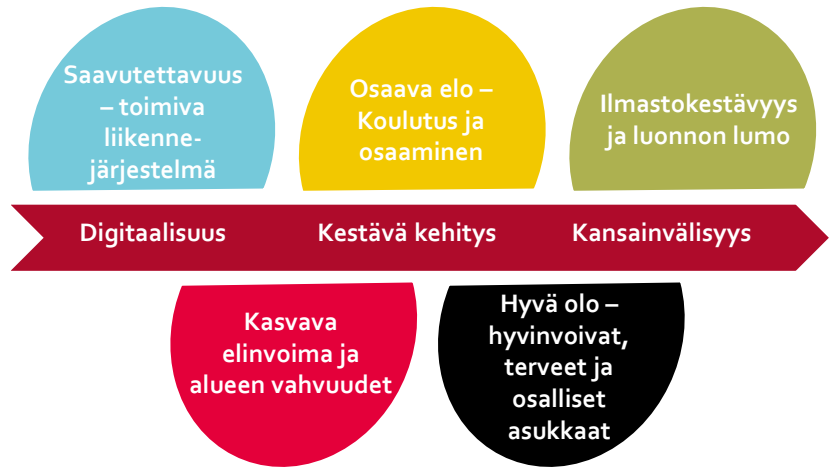 Saavutettavuus
– toimiva
liikenne-
järjestelmä
Osaava elo –
Koulutus ja
osaaminen
Ilmastokestävyys
ja luonnon lumo
Digitaalisuus
Kestävä kehitys
Kansainvälisyys
Kasvava
elinvoima ja
alueen vahvuudet
Hyvä olo –
hyvinvoivat,
terveet ja
osalliset
asukkaat